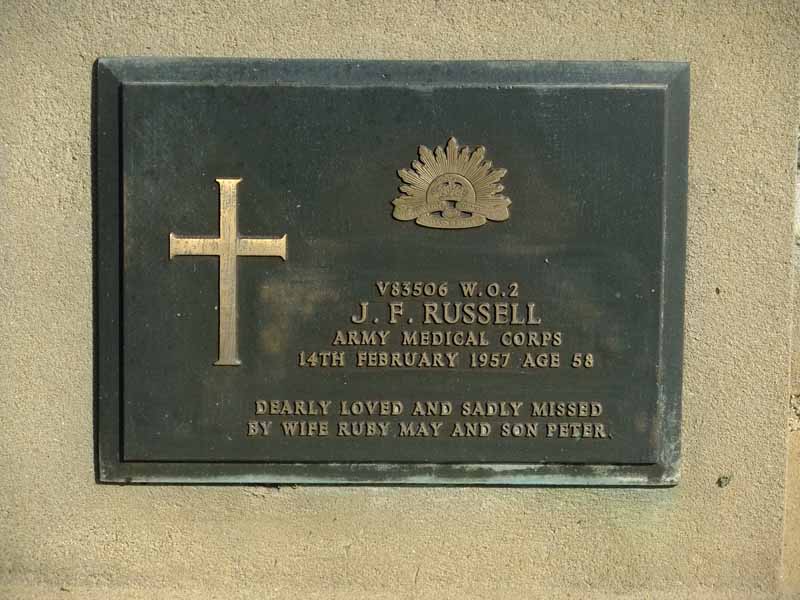 V83506 W.O.2
J. F. RUSSELL
ARMY MEDICAL CORPS
14TH FEBRUARY 1957 AGE 58
DEARLY LOVED AND SADLY MISSED
BY WIFE RUBY MAY AND SON PETER.